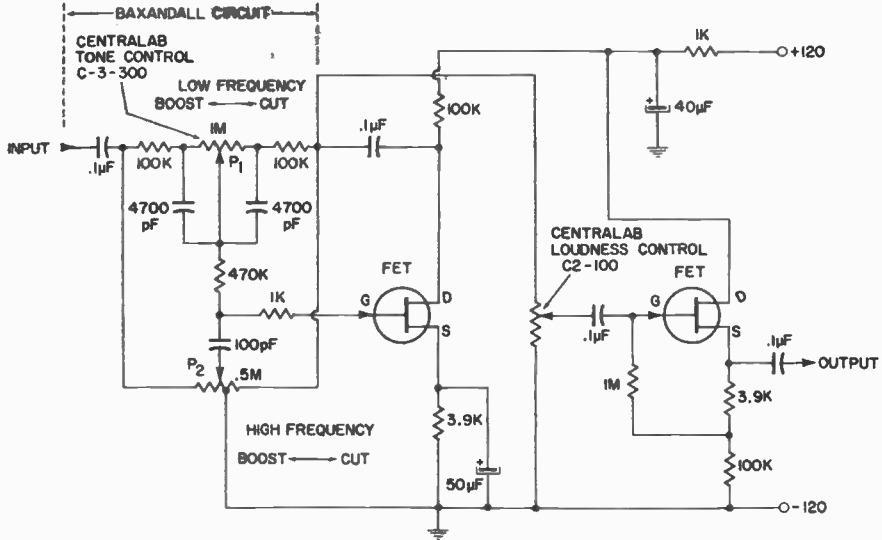 BAXANDALL CIRCUIT
CENTRALAB
TONE CONTROL
C-3-300
LOW FREQUENCY
BOOST CUT
1M
P1
INPUT
.1µF
100K
100K
4700
pF
4700
pF
470K
1K
100pF
P2
.5M
HIGH FREQUENCY
BOOST CUT
.1µF
100K
FET
G
D
S
3.9K
+
50µF
1K
+120
+
40µF
CENTRALAB
LOUDNESS CONTROL
C2-100
FET
.1µF
G
D
S
1M
.1µF
OUTPUT
3.9K
100K
-120